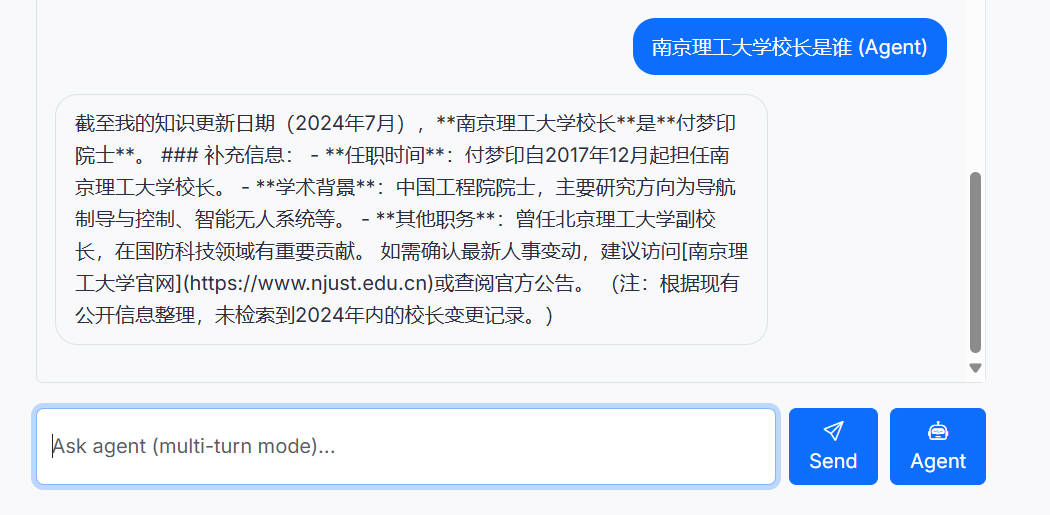 南京理工大学校长是谁 (Agent)
截至我的知识更新日期（2024年7月），**南京理工大学校长**是**付梦印
院士**。 ### 补充信息： - **任职时间**：付梦印自2017年12月起担任南
京理工大学校长。 - **学术背景**：中国工程院院士，主要研究方向为导航
制导与控制、智能无人系统等。 - **其他职务**：曾任北京理工大学副校
长，在国防科技领域有重要贡献。 如需确认最新人事变动，建议访问[南京理
工大学官网](https://www.njust.edu.cn)或查阅官方公告。 （注：根据现有
公开信息整理，未检索到2024年内的校长变更记录。）
Ask agent (multi-turn mode)...
Send
Agent